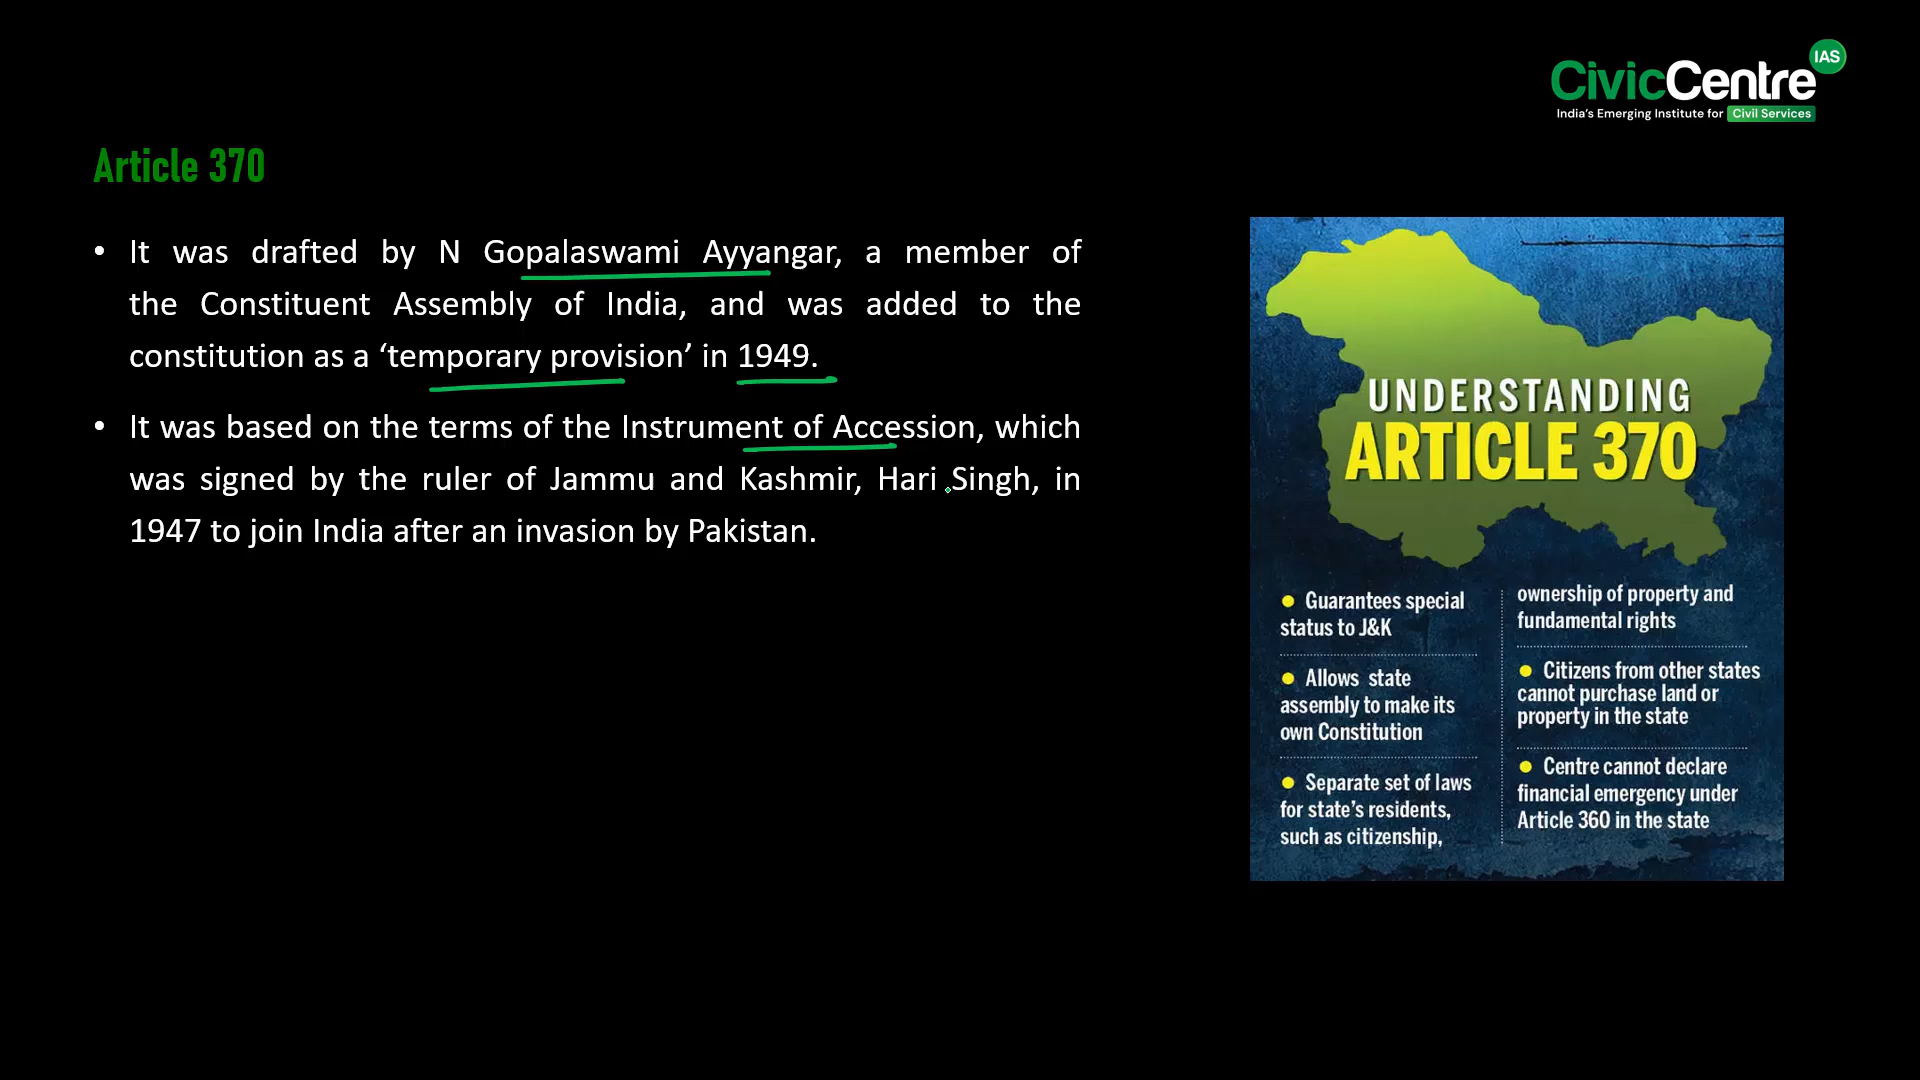 IAS
CivicCentre
India's Emerging Institute for Civil Services
Article 370
• It was drafted by N Gopalaswami Ayyangar, a member of
the Constituent Assembly of India, and was added to the
constitution as a ‘temporary provision’ in 1949.
• It was based on the terms of the Instrument of Accession, which
was signed by the ruler of Jammu and Kashmir, Hari Singh, in
1947 to join India after an invasion by Pakistan.
UNDERSTANDING
ARTICLE 370
• Guarantees special
status to J&K
• Allows state
assembly to make its
own Constitution
• Separate set of laws
for state's residents,
such as citizenship,
ownership of property and
fundamental rights
• Citizens from other states
cannot purchase land or
property in the state
• Centre cannot declare
financial emergency under
Article 360 in the state